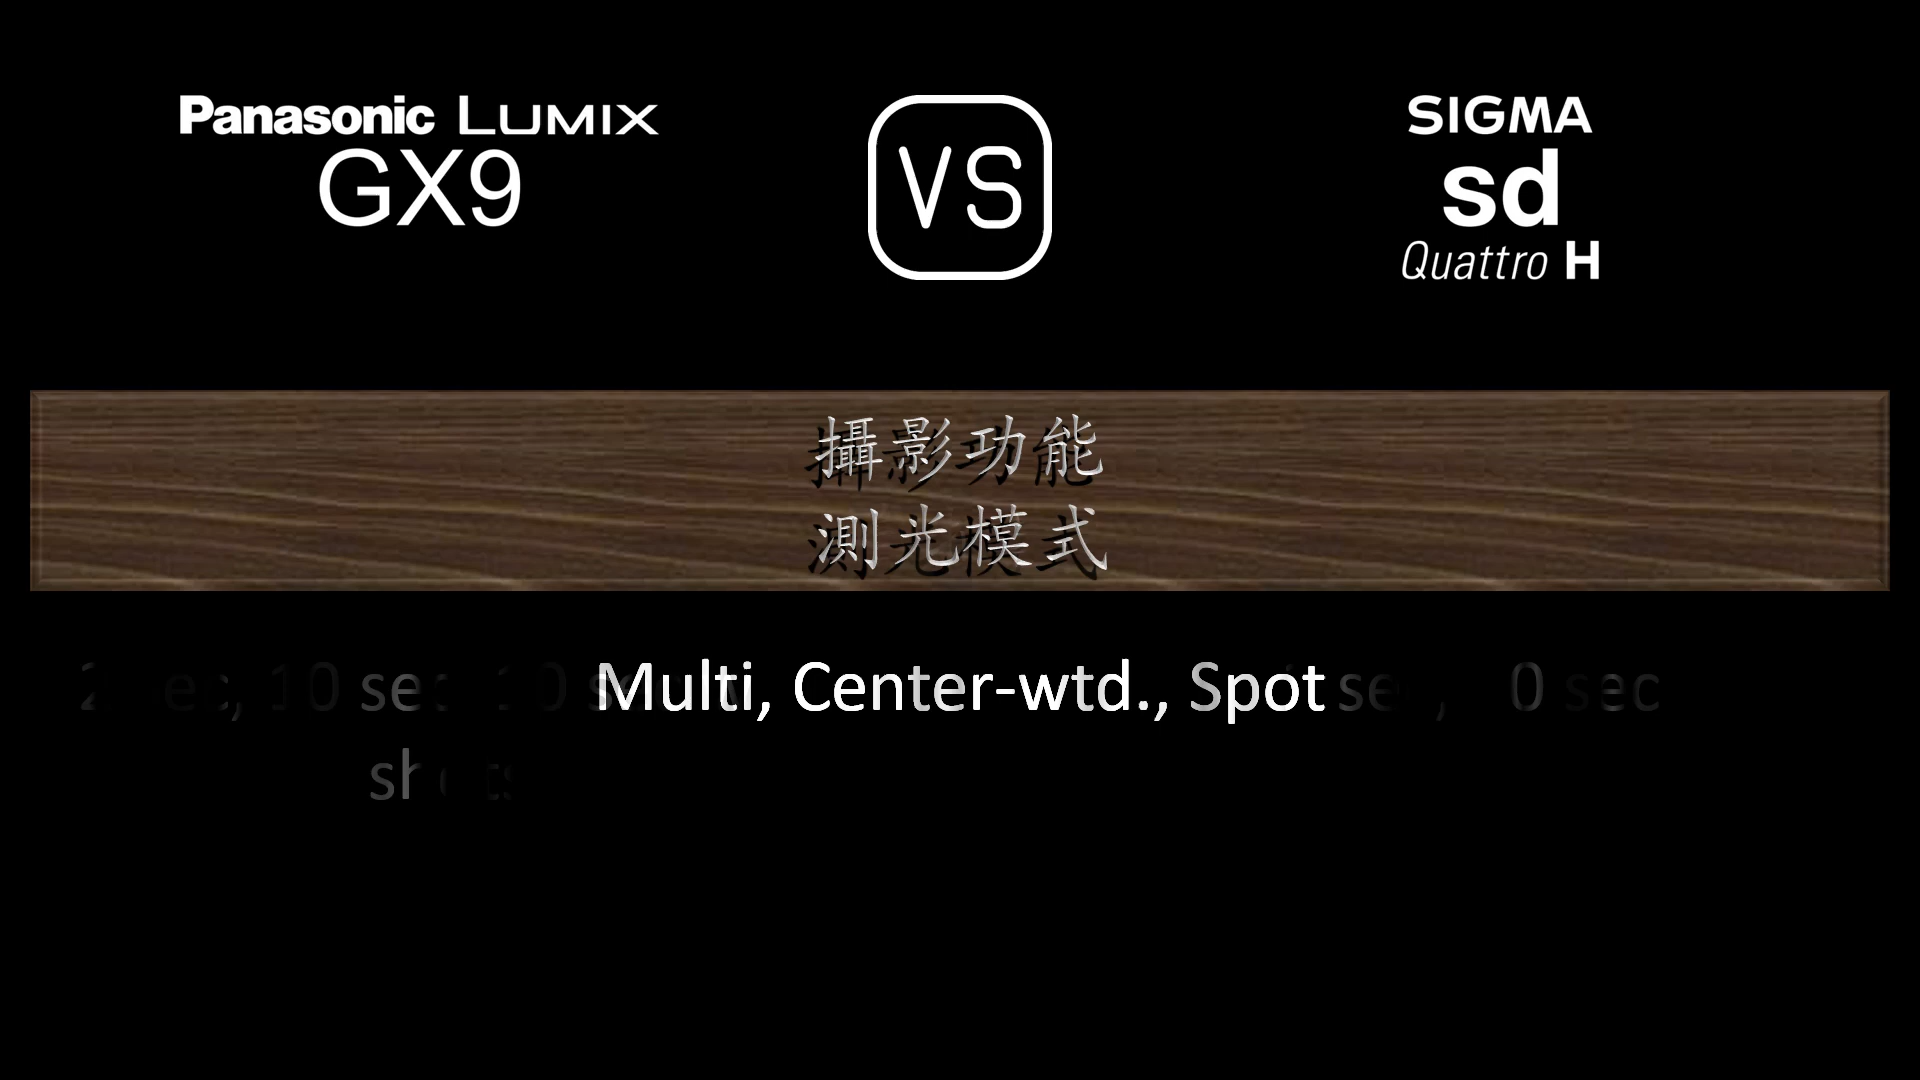 Panasonic LUMIX
GX9
VS
SIGMA
sd
Quattro H
攝影功能
測光模式
Multi, Center-wtd., Spot